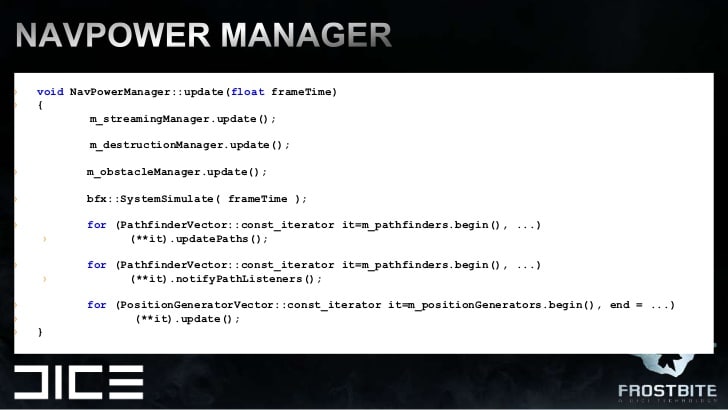 NAVPOWER MANAGER
void NavPowerManager::update(float frameTime)
{
m_streamingManager.update();
m_destructionManager.update();
m_obstacleManager.update();
bfx::SystemSimulate( frameTime );
for (PathfinderVector::const_iterator it=m_pathfinders.begin(), ...)
(**it).updatePaths();
for (PathfinderVector::const_iterator it=m_pathfinders.begin(), ...)
(**it).notifyPathListeners();
for (PositionGeneratorVector::const_iterator it=m_positionGenerators.begin(), end = ...)
(**it).update();
}
DICE
FROSTBITE
A DICE TECHNOLOGY